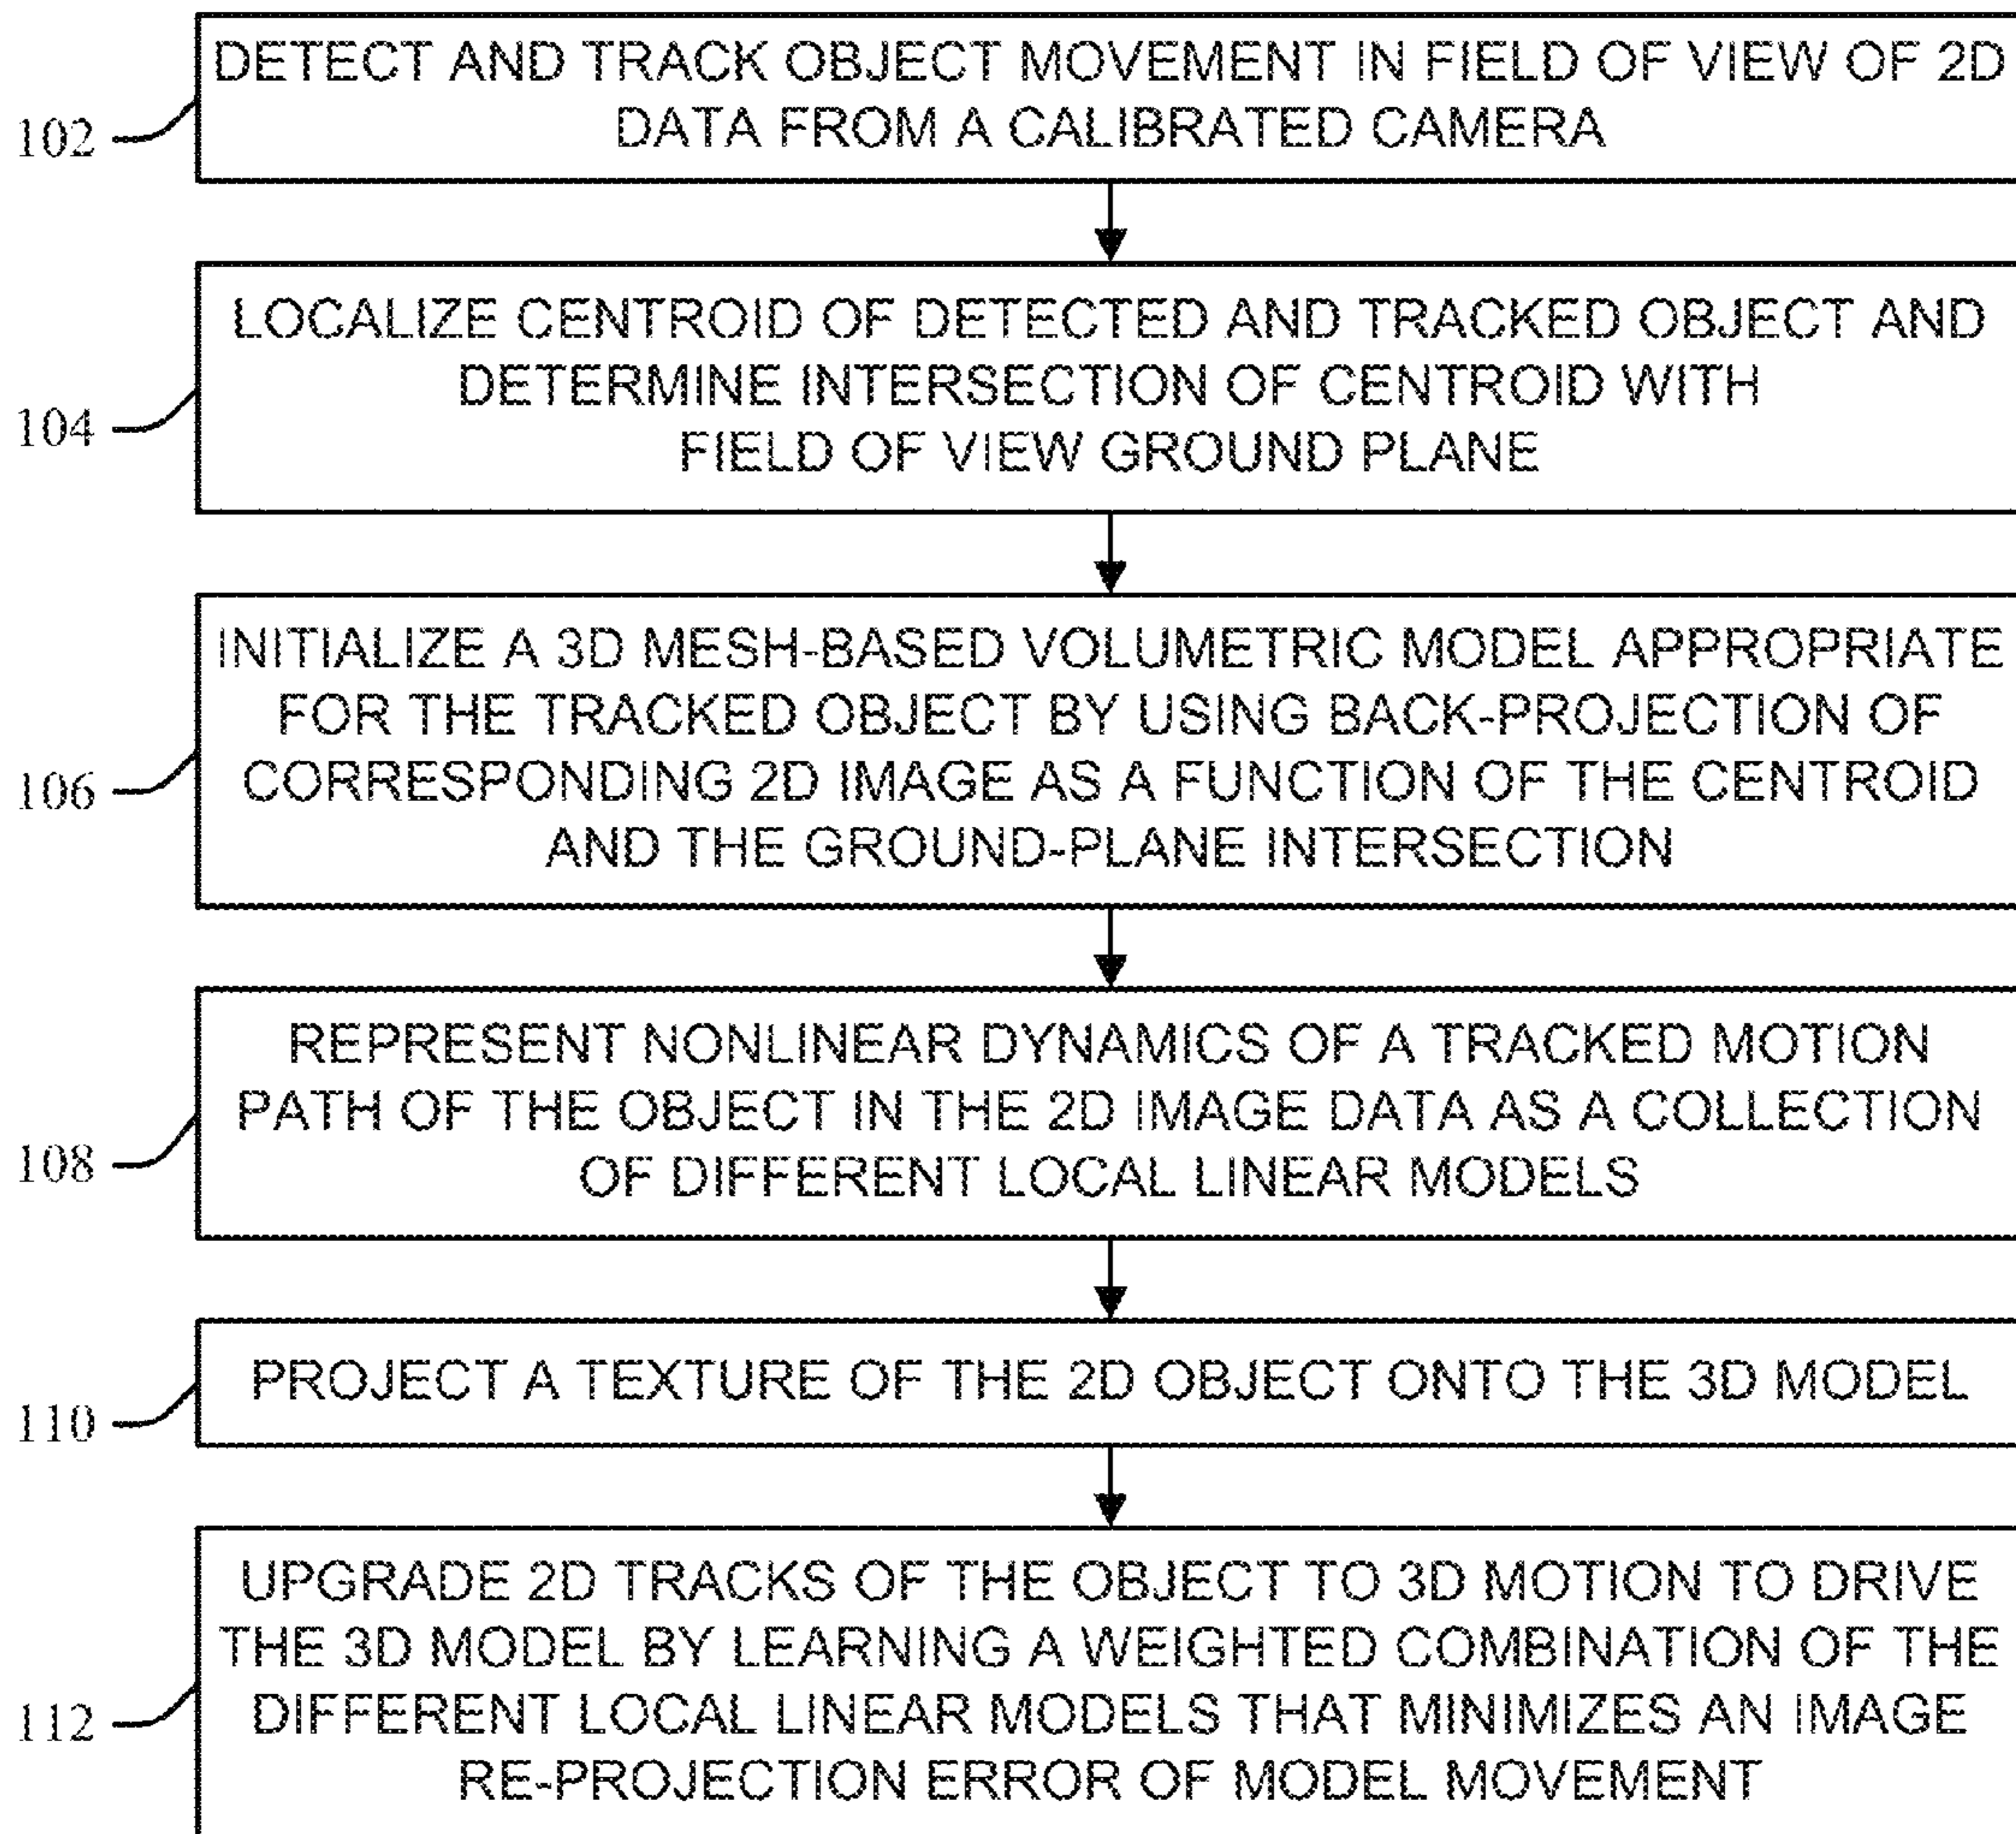 DETECT AND TRACK OBJECT MOVEMENT IN FIELD OF VIEW OF 2D
DATA FROM A CALIBRATED CAMERA
102
LOCALIZE CENTROID OF DETECTED AND TRACKED OBJECT AND
DETERMINE INTERSECTION OF CENTROID WITH
FIELD OF VIEW GROUND PLANE
104
INITIALIZE A 3D MESH-BASED VOLUMETRIC MODEL APPROPRIATE
FOR THE TRACKED OBJECT BY USING BACK-PROJECTION OF
CORRESPONDING 2D IMAGE AS A FUNCTION OF THE CENTROID
AND THE GROUND-PLANE INTERSECTION
106
REPRESENT NONLINEAR DYNAMICS OF A TRACKED MOTION
PATH OF THE OBJECT IN THE 2D IMAGE DATA AS A COLLECTION
OF DIFFERENT LOCAL LINEAR MODELS
108
PROJECT A TEXTURE OF THE 2D OBJECT ONTO THE 3D MODEL
110
UPGRADE 2D TRACKS OF THE OBJECT TO 3D MOTION TO DRIVE
THE 3D MODEL BY LEARNING A WEIGHTED COMBINATION OF THE
DIFFERENT LOCAL LINEAR MODELS THAT MINIMIZES AN IMAGE
RE-PROJECTION ERROR OF MODEL MOVEMENT
112